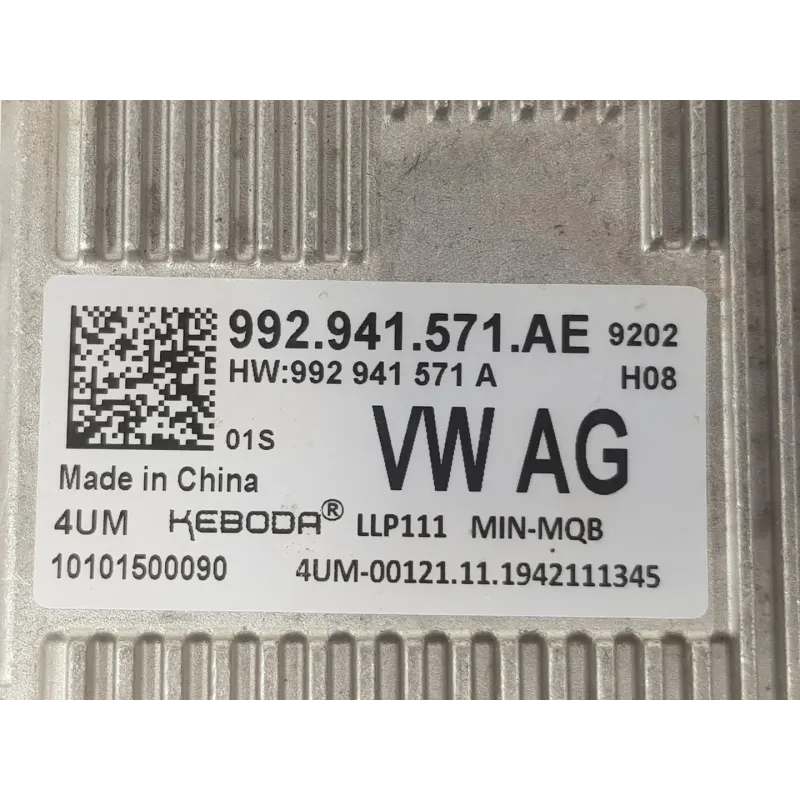 992.941.571.AE 9202
HW:992 941 571 A H08
01S VW AG
Made in China
4UM KEBODA® LLP111 MIN-MQB
10101500090 4UM-00121.11.1942111345